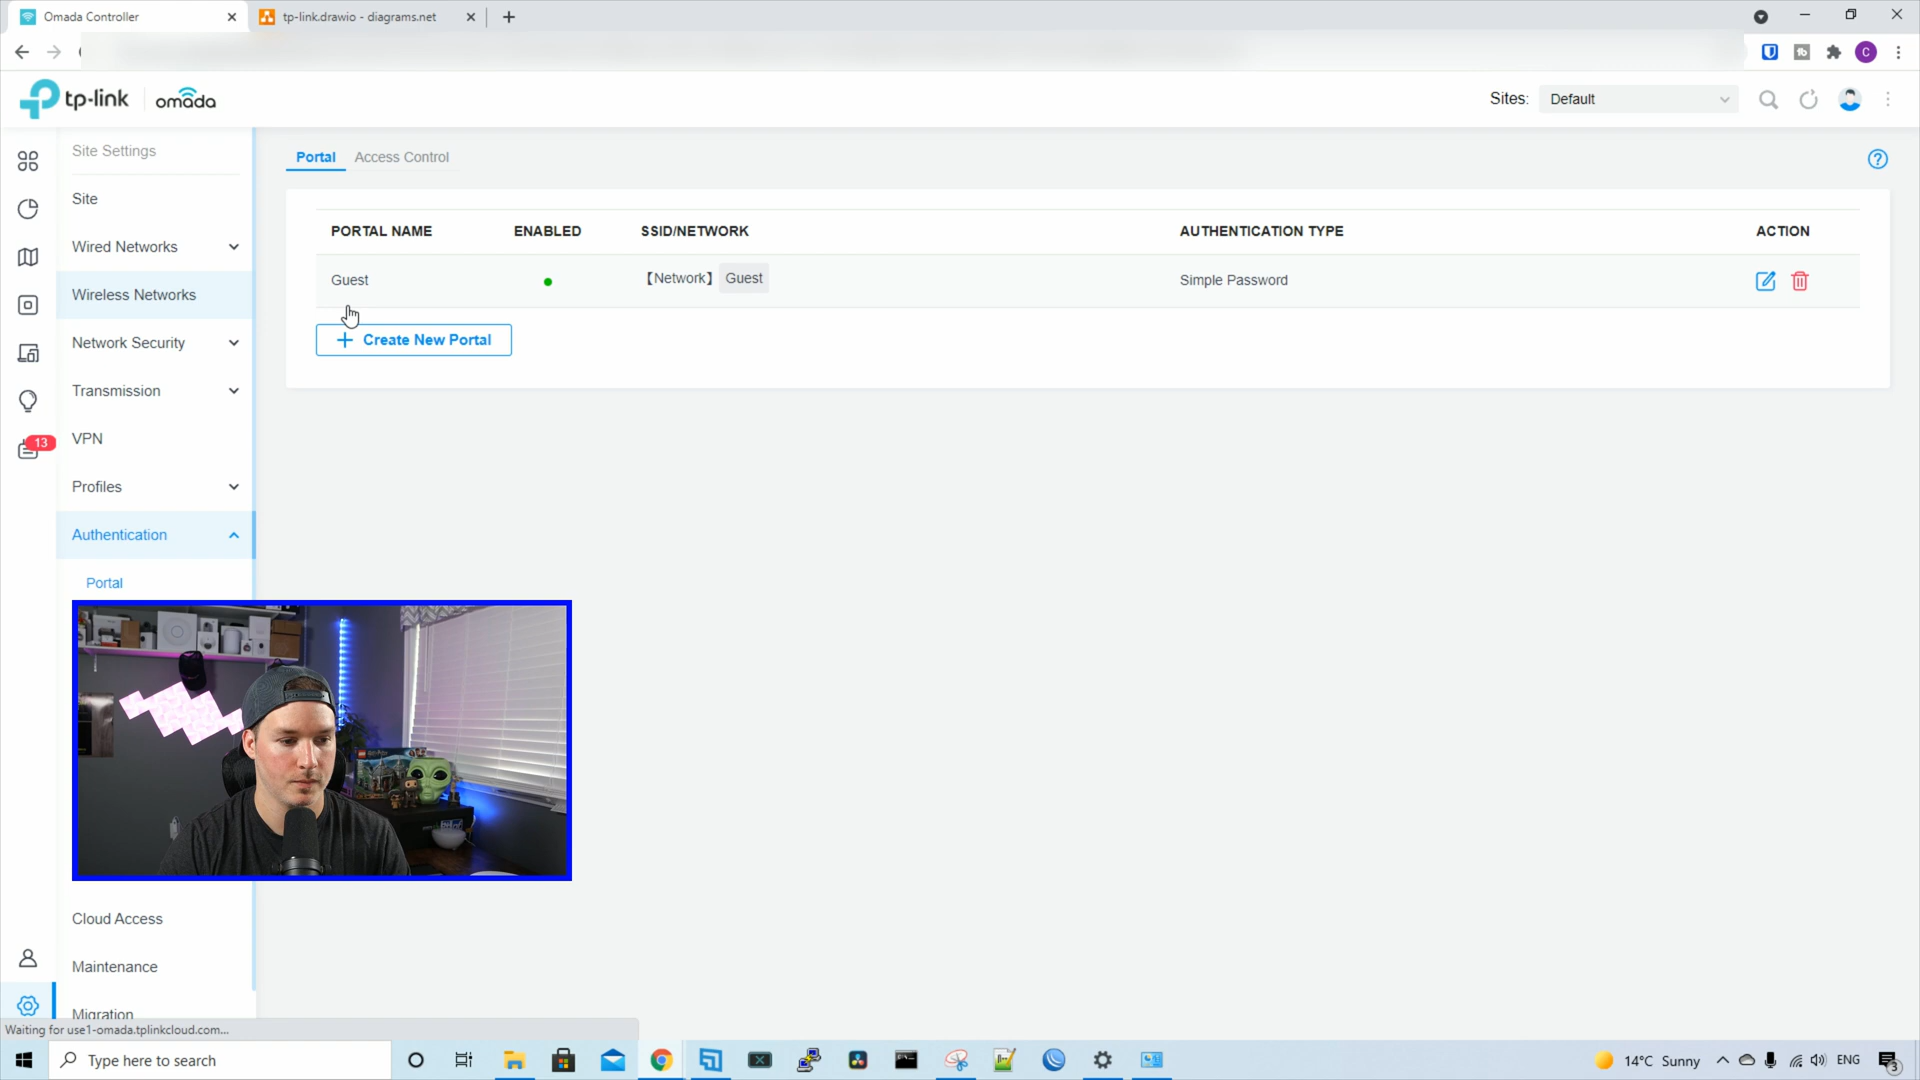 Omada Controller
tp-link.drawio - diagrams.net
C
tp-link
omada
Sites:
Default
Site Settings
Site
Wired Networks
Wireless Networks
Network Security
Transmission
VPN
Profiles
Authentication
Portal
Cloud Access
Maintenance
Migration
13
Portal
Access Control
PORTAL NAME
ENABLED
SSID/NETWORK
AUTHENTICATION TYPE
ACTION
Guest
【Network】
Guest
Simple Password
Create New Portal
Waiting for use1-omada.tplinkcloud.com...
Type here to search
14°C Sunny
ENG
3